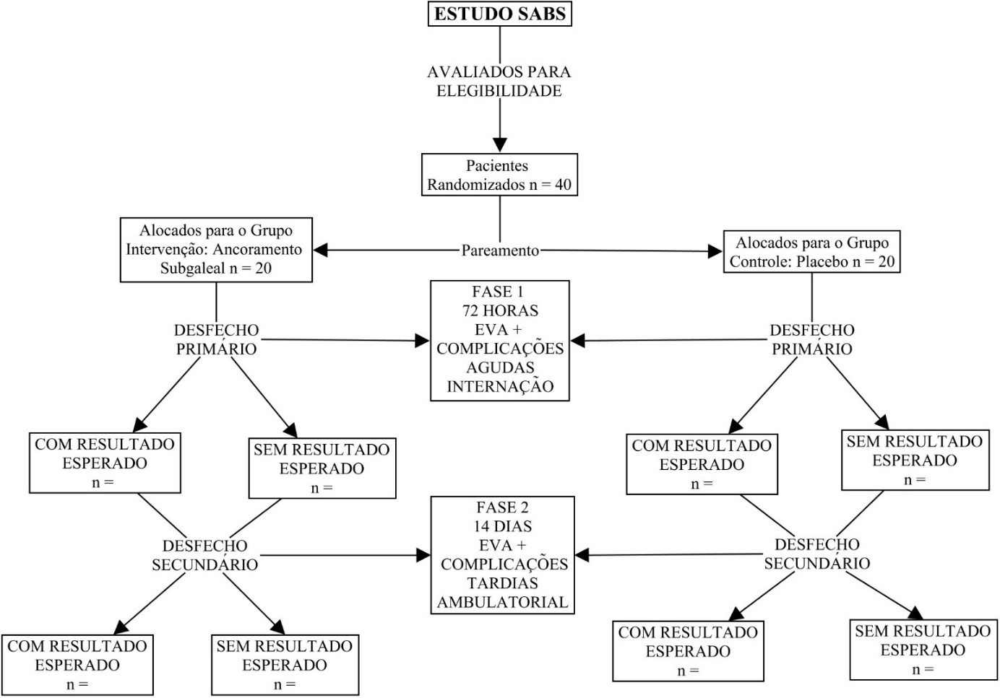 ESTUDO SABS
AVALIADOS PARA
ELEGIBILIDADE
Pacientes
Randomizados n = 40
Alocados para o Grupo
Intervenção: Ancoramento
Subgaleal n = 20
Pareamento
Alocados para o Grupo
Controle: Placebo n = 20
DESFECHO
PRIMÁRIO
FASE 1
72 HORAS
EVA +
COMPLICAÇÕES
AGUDAS
INTERNAÇÃO
DESFECHO
PRIMÁRIO
COM RESULTADO
ESPERADO
n =
SEM RESULTADO
ESPERADO
n =
COM RESULTADO
ESPERADO
n =
SEM RESULTADO
ESPERADO
n =
DESFECHO
SECUNDÁRIO
FASE 2
14 DIAS
EVA +
COMPLICAÇÕES
TARDIAS
AMBULATORIAL
DESFECHO
SECUNDÁRIO
COM RESULTADO
ESPERADO
n =
SEM RESULTADO
ESPERADO
n =
COM RESULTADO
ESPERADO
n =
SEM RESULTADO
ESPERADO
n =